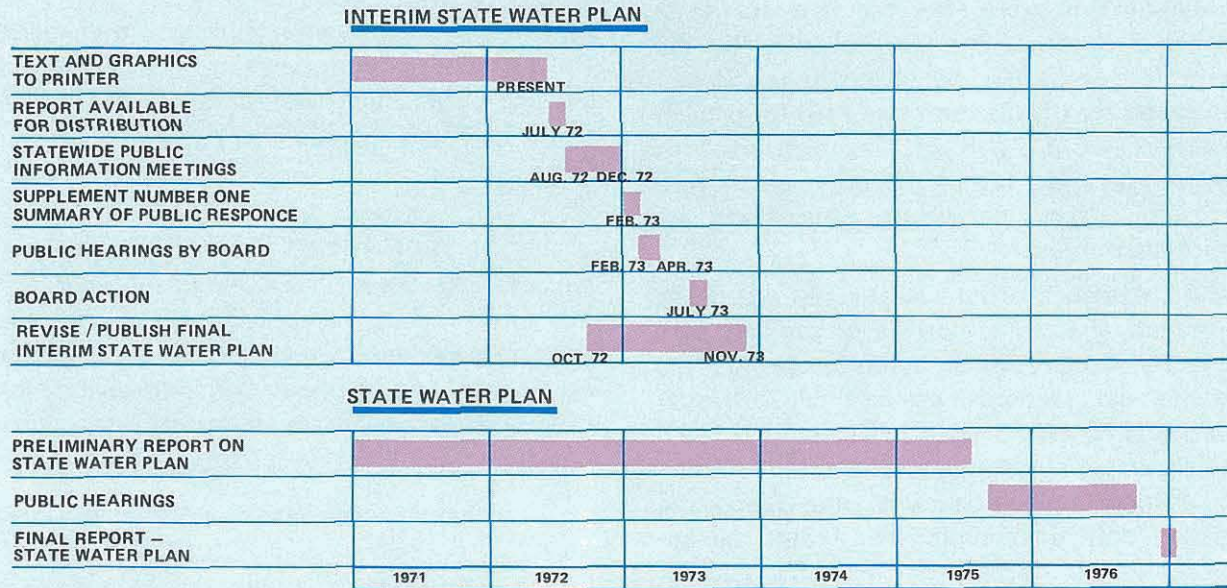 INTERIM STATE WATER PLAN
TEXT AND GRAPHICS
TO PRINTER
PRESENT
REPORT AVAILABLE
FOR DISTRIBUTION
JULY 72
STATEWIDE PUBLIC
INFORMATION MEETINGS
AUG. 72 DEC. 72
SUPPLEMENT NUMBER ONE
SUMMARY OF PUBLIC RESPONCE
FEB. 73
PUBLIC HEARINGS BY BOARD
FEB. 73 APR. 73
BOARD ACTION
JULY 73
REVISE / PUBLISH FINAL
INTERIM STATE WATER PLAN
OCT. 72 NOV. 73
STATE WATER PLAN
PRELIMINARY REPORT ON
STATE WATER PLAN
PUBLIC HEARINGS
FINAL REPORT –
STATE WATER PLAN
1971 1972 1973 1974 1975 1976